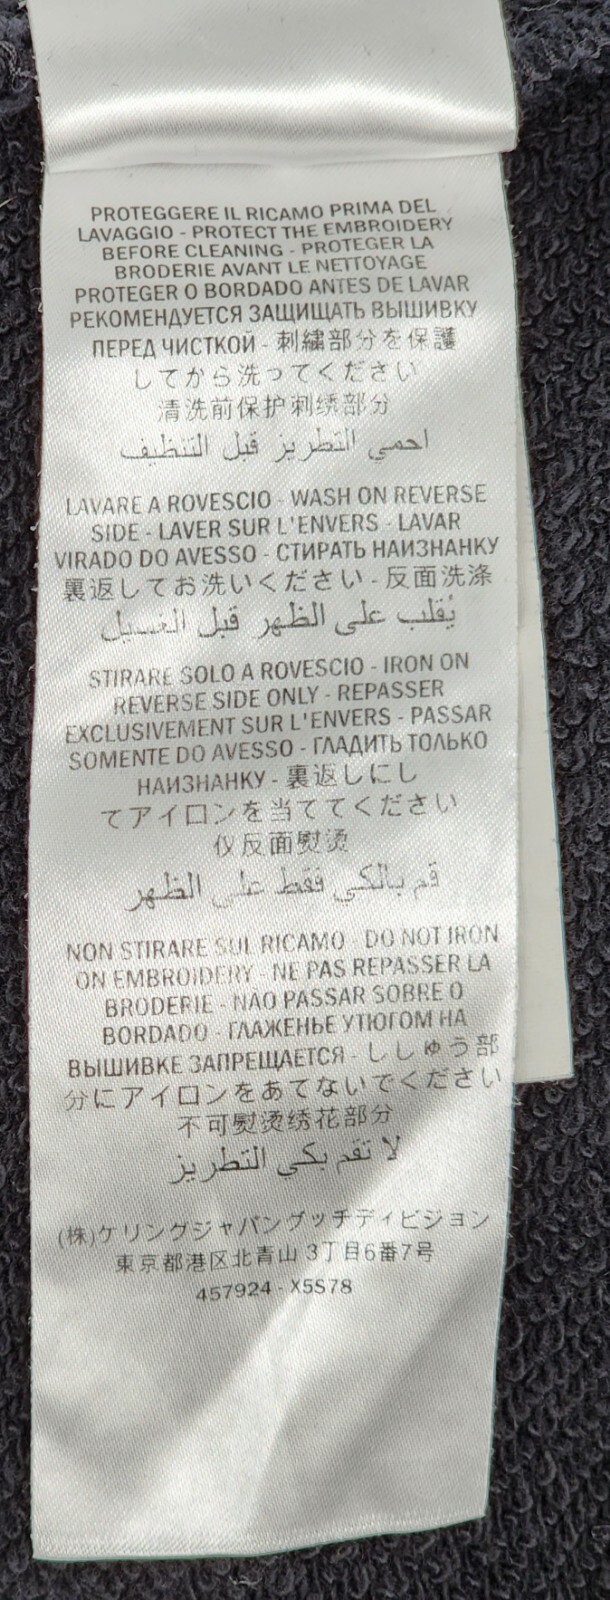 PROTEGGERE IL RICAMO PRIMA DEL
LAVAGGIO - PROTECT THE EMBROIDERY
BEFORE CLEANING - PROTEGER LA
BRODERIE AVANT LE NETTOYAGE
PROTEGER O BORDADO ANTES DE LAVAR
РЕКОМЕНДУЕТСЯ ЗАЩИЩАТЬ ВЫШИВКУ
ПЕРЕД ЧИСТКОЙ - 刺繍部分を保護
してから洗ってください
清洗前保护刺绣部分
احمي التطريز قبل التنظيف
LAVARE A ROVESCIO - WASH ON REVERSE
SIDE - LAVER SUR L'ENVERS - LAVAR
VIRADO DO AVESSO - СТИРАТЬ НАИЗНАНКУ
裏返してお洗いください - 反面洗涤
يُقلب على الظهر قبل الغسيل
STIRARE SOLO A ROVESCIO - IRON ON
REVERSE SIDE ONLY - REPASSER
EXCLUSIVEMENT SUR L'ENVERS - PASSAR
SOMENTE DO AVESSO - ГЛАДИТЬ ТОЛЬКО
НАИЗНАНКУ - 裏返しにし
てアイロンを当ててください
仅反面熨烫
قم بالكي فقط على الظهر
NON STIRARE SUL RICAMO - DO NOT IRON
ON EMBROIDERY - NE PAS REPASSER LA
BRODERIE - NÃO PASSAR SOBRE O
BORDADO - ГЛАЖЕНЬЕ УТЮГОМ НА
ВЫШИВКЕ ЗАПРЕЩАЕТСЯ - ししゅう部
分にアイロンをあてないでください
不可熨烫绣花部分
لا تقم بكي التطريز
(株)ケリングジャパングッチディビジョン
東京都港区北青山 3丁目6番7号
457924 - X5S78